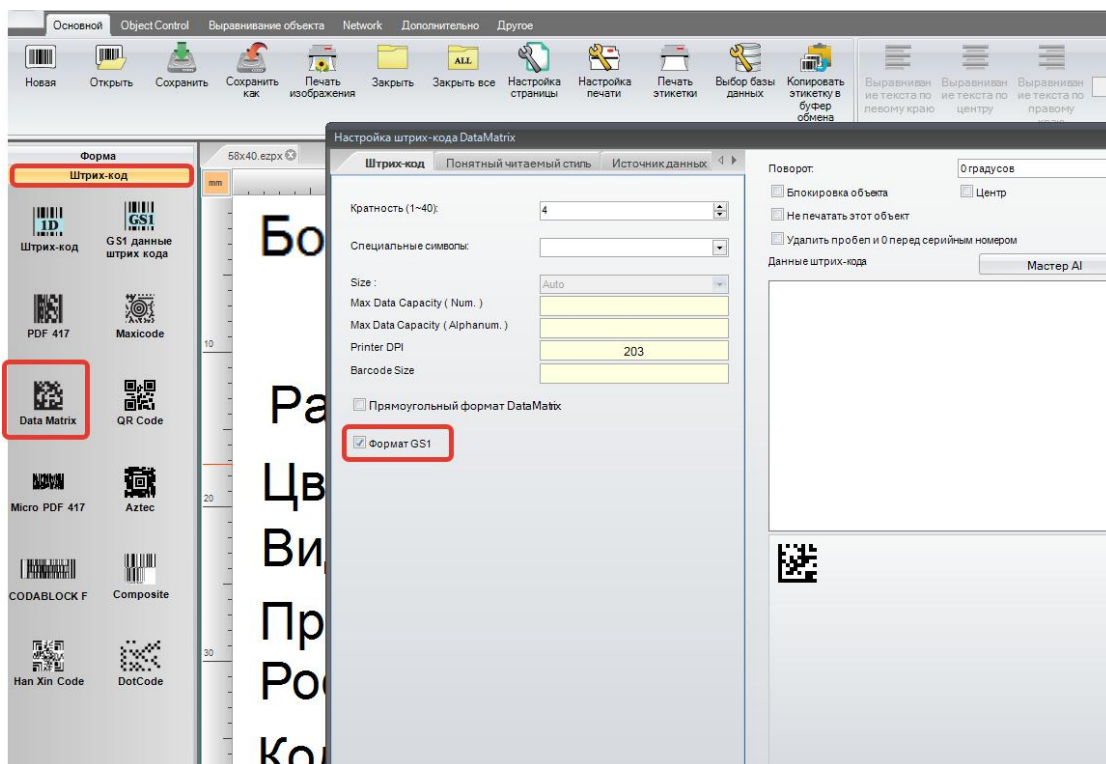 Основной Object Control Выравнивание объекта Network Дополнительно Другое
Новая
Открыть
Сохранить
Сохранить
как
Печать
изображения
Закрыть
ALL
Закрыть все
Настройка
страницы
Настройка
печати
Печать
этикетки
Выбор базы
данных
Копировать
этикетку в
буфер
обмена
Выравниван
ие текста по
левому краю
Выравниван
ие текста по
центру
Выравниван
ие текста по
правому
краю
Форма
Штрих-код
1D
Штрих-код
GS1
GS1 данные
штрих кода
PDF 417
Maxicode
Data Matrix
QR Code
Micro PDF 417
Aztec
CODABLOCK F
Composite
Han Xin Code
DotCode
58x40.ezpx
mm
10
20
30
Бо
Ра
Цв
Ви
Пр
Ро
Кол
Настройка штрих-кода DataMatrix
Штрих-код Понятный читаемый стиль Источник данных
Кратность (1~40): 4
Специальные символы:
Size : Auto
Max Data Capacity ( Num. )
Max Data Capacity ( Alphanum. )
Printer DPI 203
Barcode Size
Прямоугольный формат DataMatix
Формат GS1
Поворот: 0 градусов
Блокировка объекта Центр
Не печатать этот объект
Удалить пробел и 0 перед серийным номером
Данные штрих-кода Мастер AI